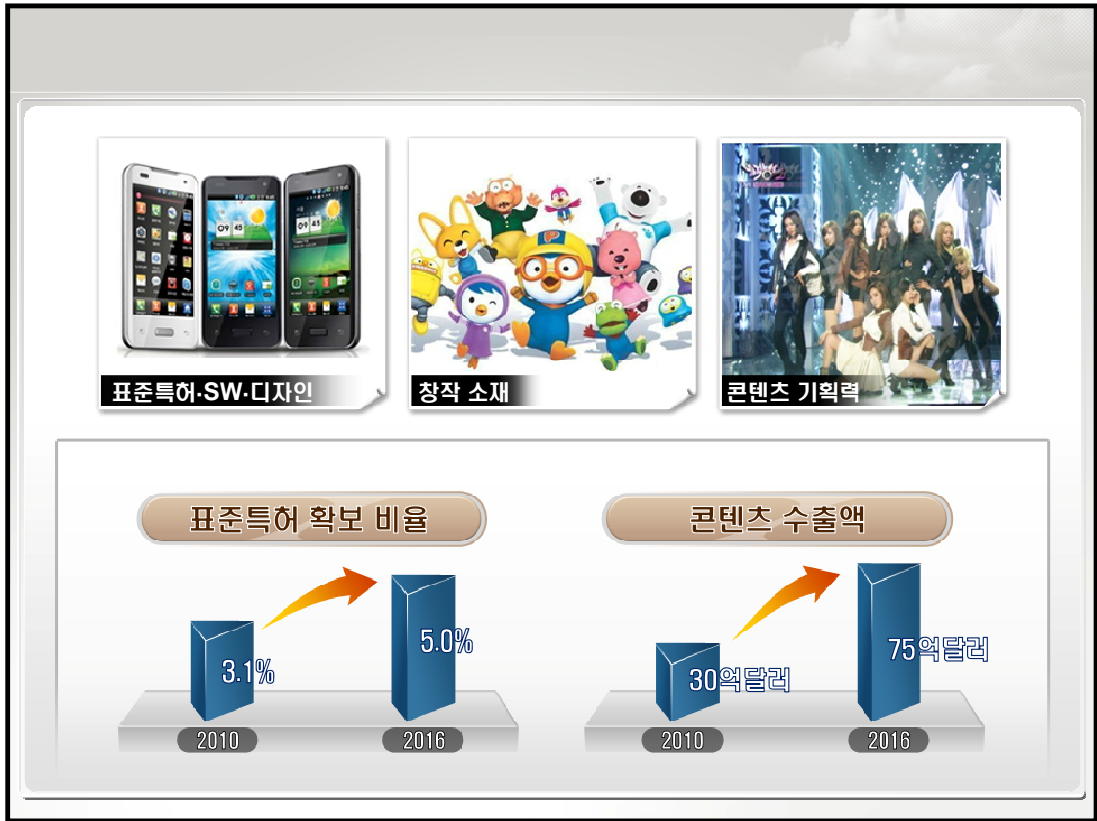 표준특허·SW·디자인
창작 소재
콘텐츠 기획력
표준특허 확보 비율
콘텐츠 수출액
3.1%
5.0%
30억달러
75억달러
2010
2016
2010
2016